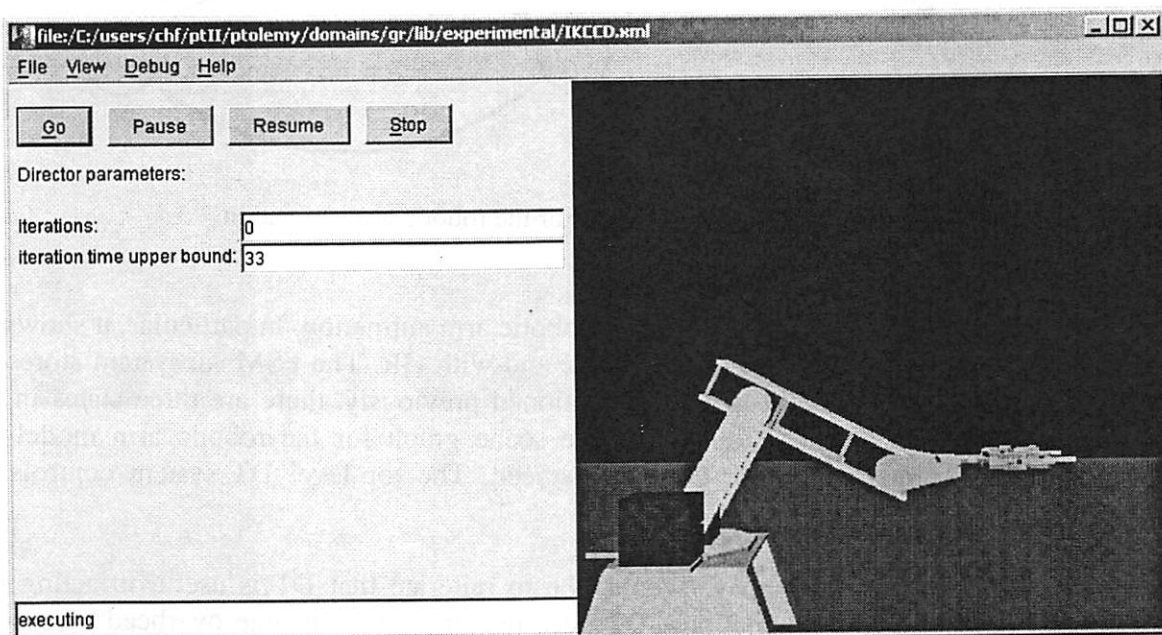 file:/C:/users/chf/ptII/ptolemy/domains/gr/lib/experimental/IKCCD.xml
File View Debug Help
Go Pause Resume Stop
Director parameters:
Iterations: 0
iteration time upper bound: 33
executing